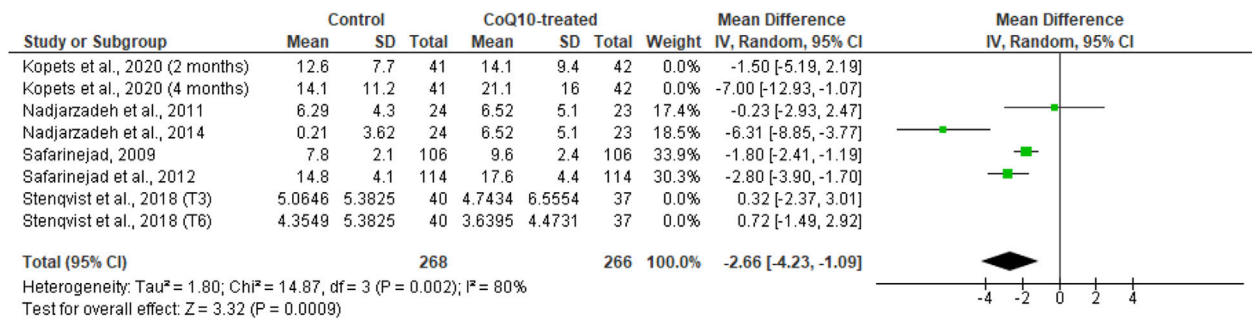 Control CoQ10-treated Mean Difference Mean Difference
Study or Subgroup Mean SD Total Mean SD Total Weight IV, Random, 95% CI IV, Random, 95% CI
Kopets et al., 2020 (2 months) 12.6 7.7 41 14.1 9.4 42 0.0% -1.50 [-5.19, 2.19]
Kopets et al., 2020 (4 months) 14.1 11.2 41 21.1 16 42 0.0% -7.00 [-12.93, -1.07]
Nadjarzadeh et al., 2011 6.29 4.3 24 6.52 5.1 23 17.4% -0.23 [-2.93, 2.47]
Nadjarzadeh et al., 2014 0.21 3.62 24 6.52 5.1 23 18.5% -6.31 [-8.85, -3.77]
Safarinejad, 2009 7.8 2.1 106 9.6 2.4 106 33.9% -1.80 [-2.41, -1.19]
Safarinejad et al., 2012 14.8 4.1 114 17.6 4.4 114 30.3% -2.80 [-3.90, -1.70]
Stenqvist et al., 2018 (T3) 5.0646 5.3825 40 4.7434 6.5554 37 0.0% 0.32 [-2.37, 3.01]
Stenqvist et al., 2018 (T6) 4.3549 5.3825 40 3.6395 4.4731 37 0.0% 0.72 [-1.49, 2.92]
Total (95% CI) 268 266 100.0% -2.66 [-4.23, -1.09]
Heterogeneity: Tau² = 1.80; Chi² = 14.87, df = 3 (P = 0.002); I² = 80%
Test for overall effect: Z = 3.32 (P = 0.0009)
-4 -2 0 2 4